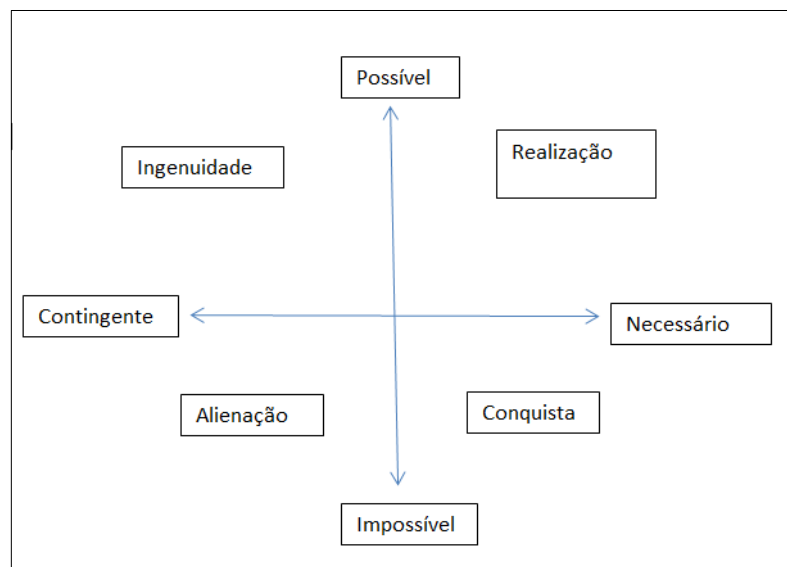 Possível
Ingenuidade
Realização
Contingente
Necessário
Alienação
Conquista
Impossível